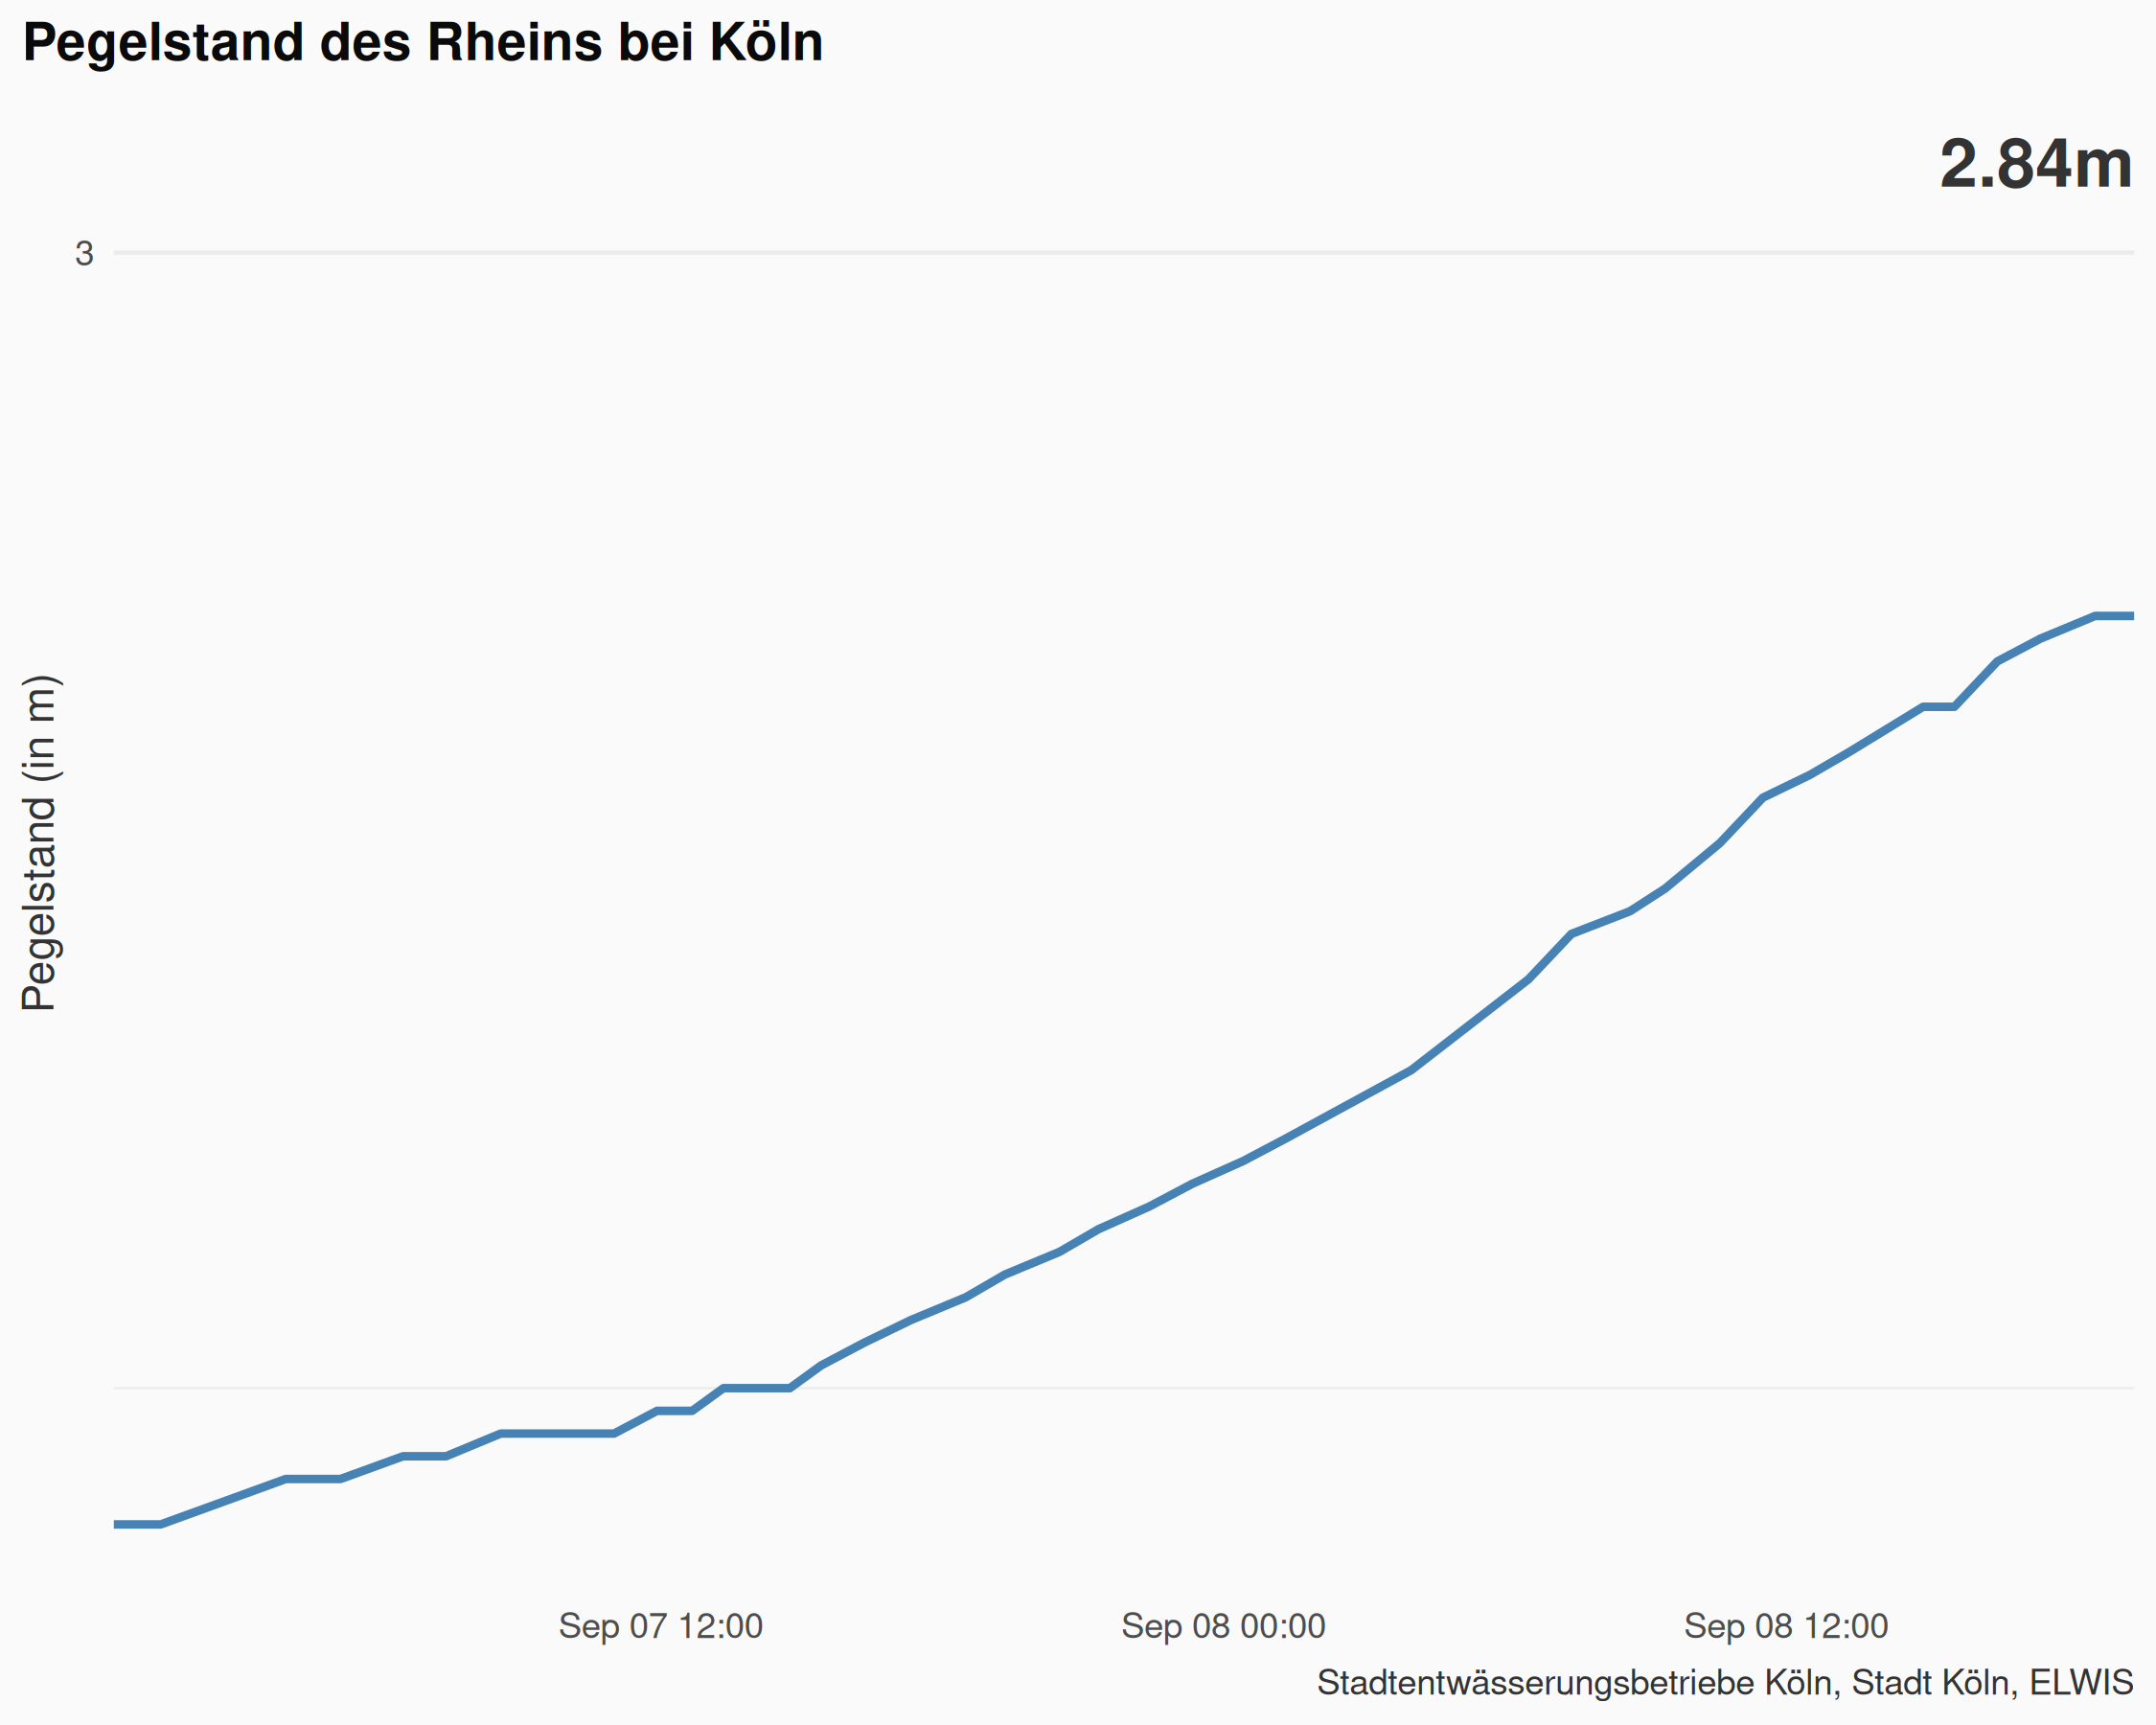 Pegelstand des Rheins bei Köln
2.84m
3
Pegelstand (in m)
Sep 07 12:00
Sep 08 00:00
Sep 08 12:00
Stadtentwässerungsbetriebe Köln, Stadt Köln, ELWIS